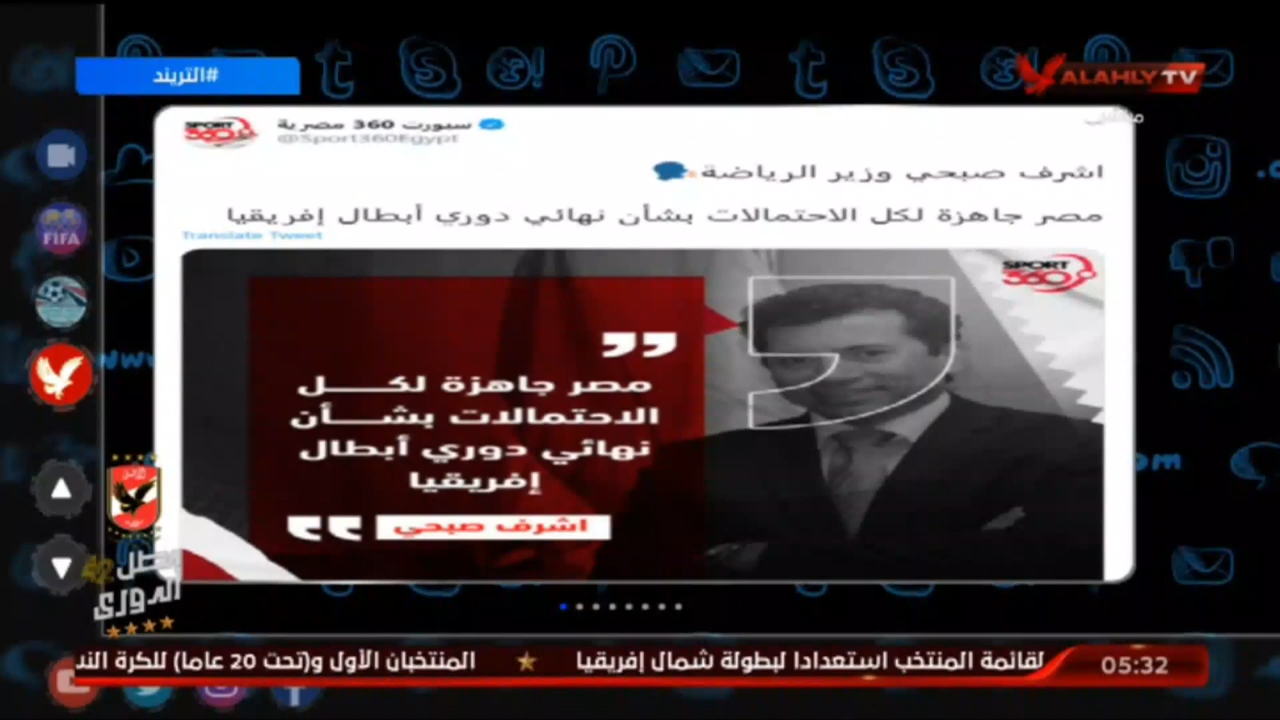 #التريند
ALAHLY TV
سبورت 360 مصرية
@Sport360Egypt
اشرف صبحي وزير الرياضة
مصر جاهزة لكل الاحتمالات بشأن نهائي دوري أبطال إفريقيا
Translate Tweet
SPORT 360
FIFA
مصر جاهزة لكل
الاحتمالات بشأن
نهائي دوري أبطال
إفريقيا
اشرف صبحي
بطل
الدوري
42
لقائمة المنتخب استعدادا لبطولة شمال إفريقيا ★ المنتخبان الأول و(تحت 20 عاما) للكرة
05:32